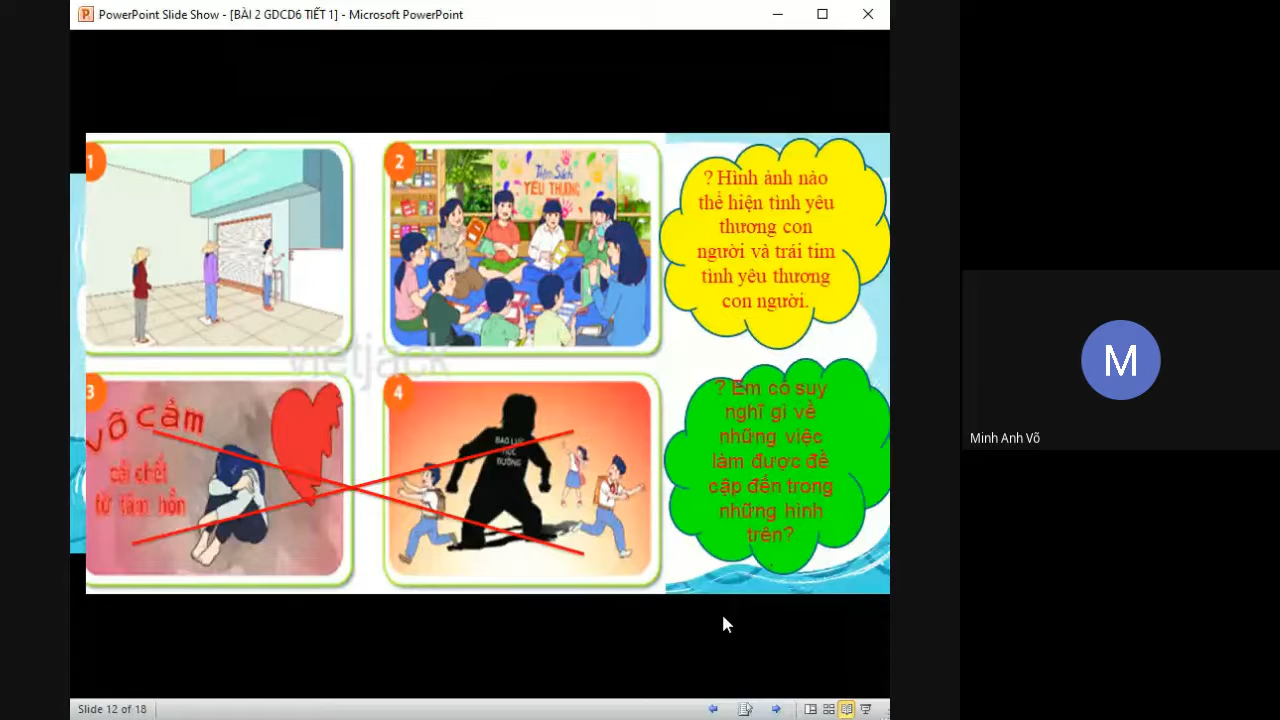 PowerPoint Slide Show - [BÀI 2 GDCD6 TIẾT 1] - Microsoft PowerPoint
1
2
Tiệm Sách
YÊU THƯƠNG
? Hình ảnh nào
thể hiện tình yêu
thương con
người và trái tim
tình yêu thương
con người.
vietjack
3
VÔ CẢM
cái chết
từ tâm hồn
4
BẠO LỰC
HỌC
ĐƯỜNG
? Em có suy
nghĩ gì về
những việc
làm được đề
cập đến trong
những hình
trên?
M
Minh Anh Võ
Slide 12 of 18